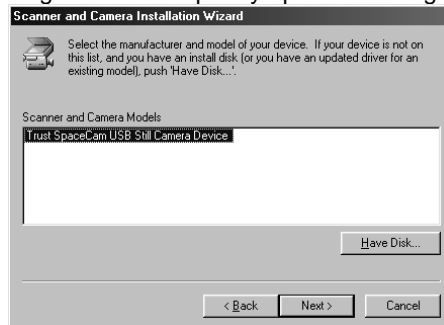 Scanner and Camera Installation Wizard
Select the manufacturer and model of your device. If your device is not on
this list, and you have an install disk (or you have an updated driver for an
existing model), push 'Have Disk...'.
Scanner and Camera Models
Trust SpaceCam USB Still Camera Device
Have Disk...
< Back
Next >
Cancel